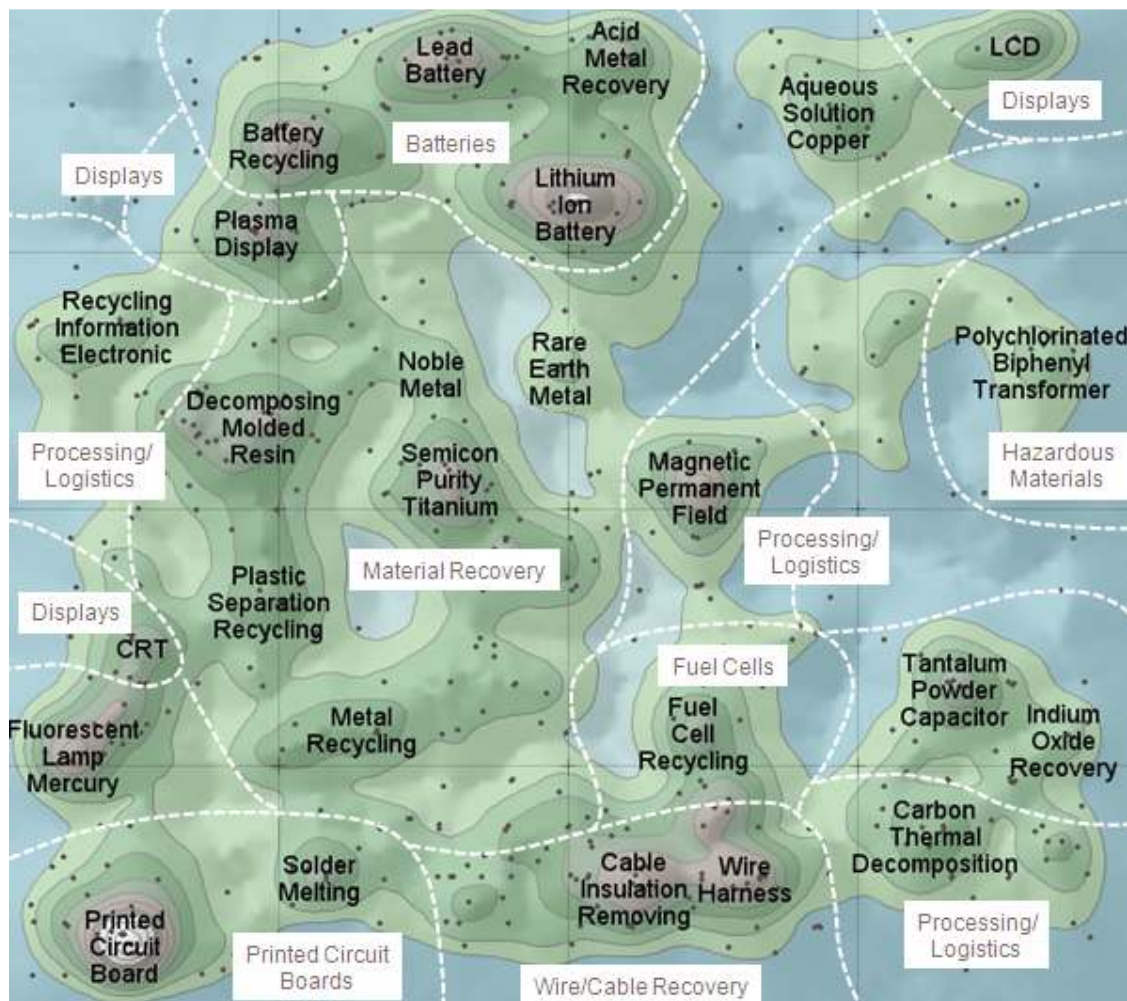 Lead
Battery
Acid
Metal
Recovery
LCD
Aqueous
Solution
Copper
Displays
Battery
Recycling
Batteries
Displays
Lithium
Ion
Battery
Plasma
Display
Recycling
Information
Electronic
Noble
Metal
Rare
Earth
Metal
Polychlorinated
Biphenyl
Transformer
Decomposing
Molded
Resin
Processing/
Logistics
Semicon
Purity
Titanium
Magnetic
Permanent
Field
Hazardous
Materials
Processing/
Logistics
Material Recovery
Plastic
Separation
Recycling
Displays
CRT
Fuel Cells
Tantalum
Powder
Capacitor
Fluorescent
Lamp
Mercury
Metal
Recycling
Fuel
Cell
Recycling
Indium
Oxide
Recovery
Carbon
Thermal
Decomposition
Solder
Melting
Cable
Insulation
Removing
Wire
Harness
Printed
Circuit
Board
Printed Circuit
Boards
Processing/
Logistics
Wire/Cable Recovery